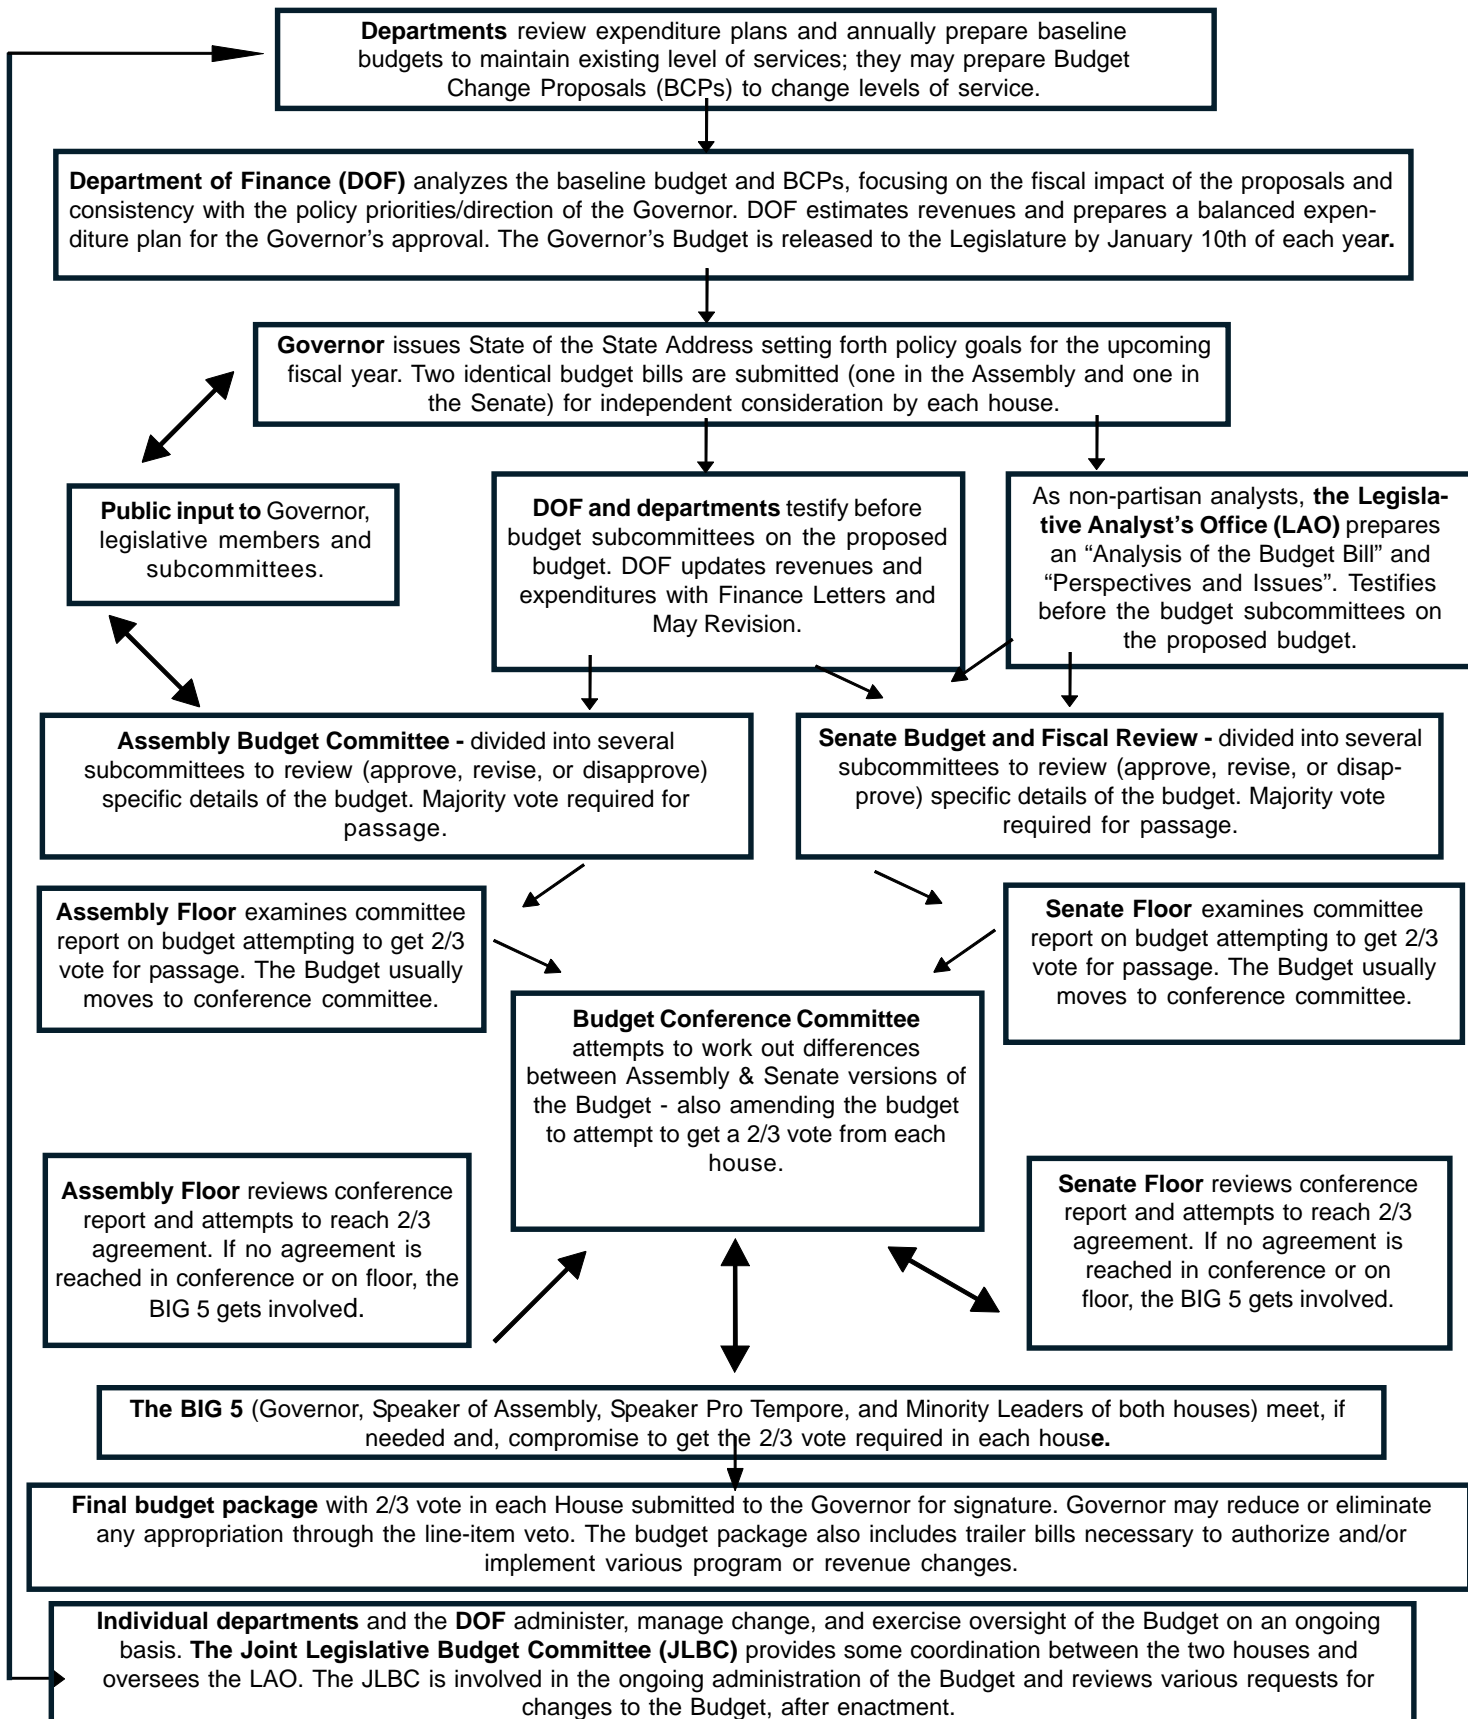 Departments review expenditure plans and annually prepare baseline
budgets to maintain existing level of services; they may prepare Budget
Change Proposals (BCPs) to change levels of service.
Department of Finance (DOF) analyzes the baseline budget and BCPs, focusing on the fiscal impact of the proposals and
consistency with the policy priorities/direction of the Governor. DOF estimates revenues and prepares a balanced expen-
diture plan for the Governor's approval. The Governor's Budget is released to the Legislature by January 10th of each year.
Governor issues State of the State Address setting forth policy goals for the upcoming
fiscal year. Two identical budget bills are submitted (one in the Assembly and one in
the Senate) for independent consideration by each house.
Public input to Governor,
legislative members and
subcommittees.
DOF and departments testify before
budget subcommittees on the proposed
budget. DOF updates revenues and
expenditures with Finance Letters and
May Revision.
As non-partisan analysts, the Legisla-
tive Analyst's Office (LAO) prepares
an “Analysis of the Budget Bill” and
“Perspectives and Issues”. Testifies
before the budget subcommittees on
the proposed budget.
Assembly Budget Committee - divided into several
subcommittees to review (approve, revise, or disapprove)
specific details of the budget. Majority vote required for
passage.
Senate Budget and Fiscal Review - divided into several
subcommittees to review (approve, revise, or disap-
prove) specific details of the budget. Majority vote
required for passage.
Assembly Floor examines committee
report on budget attempting to get 2/3
vote for passage. The Budget usually
moves to conference committee.
Senate Floor examines committee
report on budget attempting to get 2/3
vote for passage. The Budget usually
moves to conference committee.
Budget Conference Committee
attempts to work out differences
between Assembly & Senate versions of
the Budget - also amending the budget
to attempt to get a 2/3 vote from each
house.
Assembly Floor reviews conference
report and attempts to reach 2/3
agreement. If no agreement is
reached in conference or on floor, the
BIG 5 gets involved.
Senate Floor reviews conference
report and attempts to reach 2/3
agreement. If no agreement is
reached in conference or on
floor, the BIG 5 gets involved.
The BIG 5 (Governor, Speaker of Assembly, Speaker Pro Tempore, and Minority Leaders of both houses) meet, if
needed and, compromise to get the 2/3 vote required in each house.
Final budget package with 2/3 vote in each House submitted to the Governor for signature. Governor may reduce or eliminate
any appropriation through the line-item veto. The budget package also includes trailer bills necessary to authorize and/or
implement various program or revenue changes.
Individual departments and the DOF administer, manage change, and exercise oversight of the Budget on an ongoing
basis. The Joint Legislative Budget Committee (JLBC) provides some coordination between the two houses and
oversees the LAO. The JLBC is involved in the ongoing administration of the Budget and reviews various requests for
changes to the Budget, after enactment.